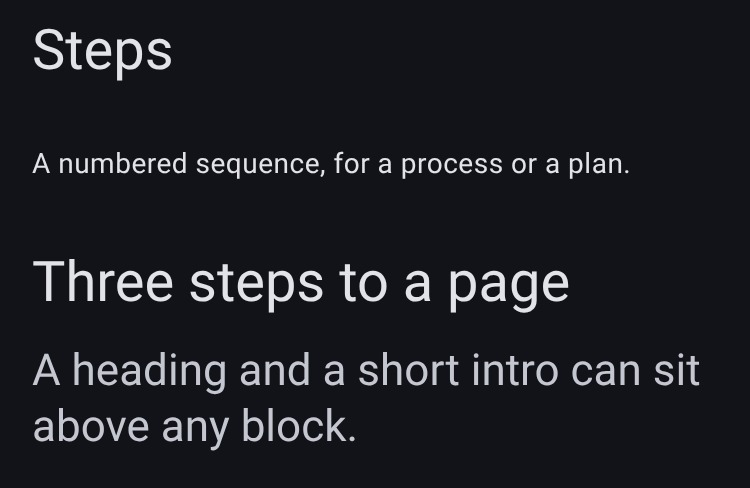 Steps
A numbered sequence, for a process or a plan.
Three steps to a page
A heading and a short intro can sit
above any block.